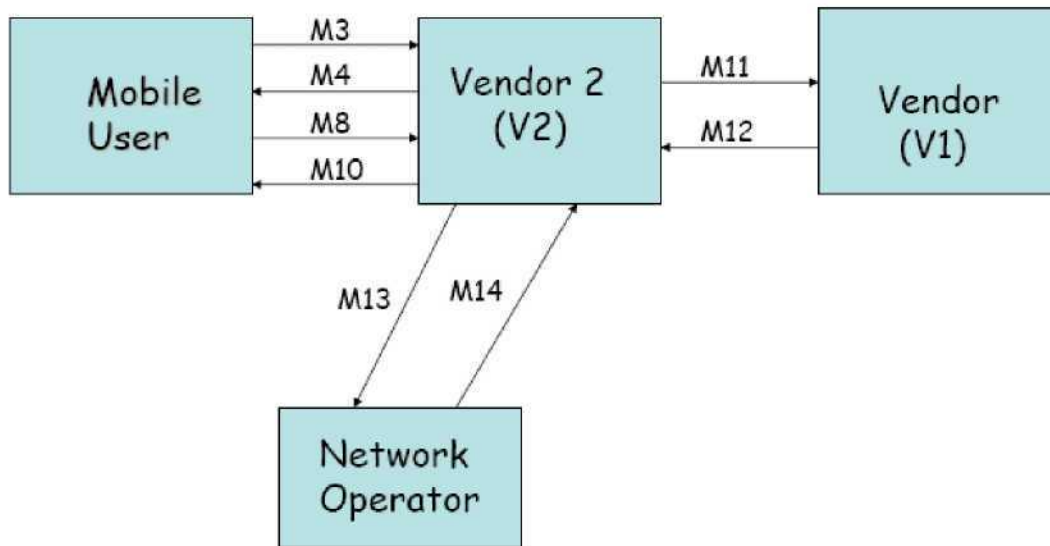 M3
M4
M8
M10
Mobile
User
Vendor 2
(V2)
M11
M12
Vendor
(V1)
M13
M14
Network
Operator